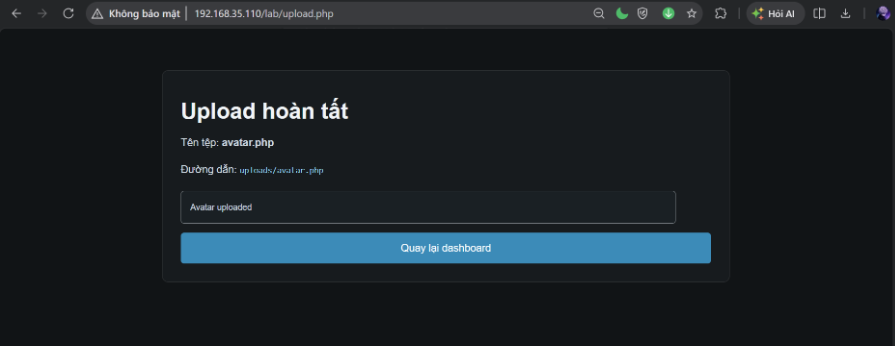 Không bảo mật
192.168.35.110/lab/upload.php
Hỏi AI
Upload hoàn tất
Tên tệp: avatar.php
Đường dẫn: uploads/avatar.php
Avatar uploaded
Quay lại dashboard